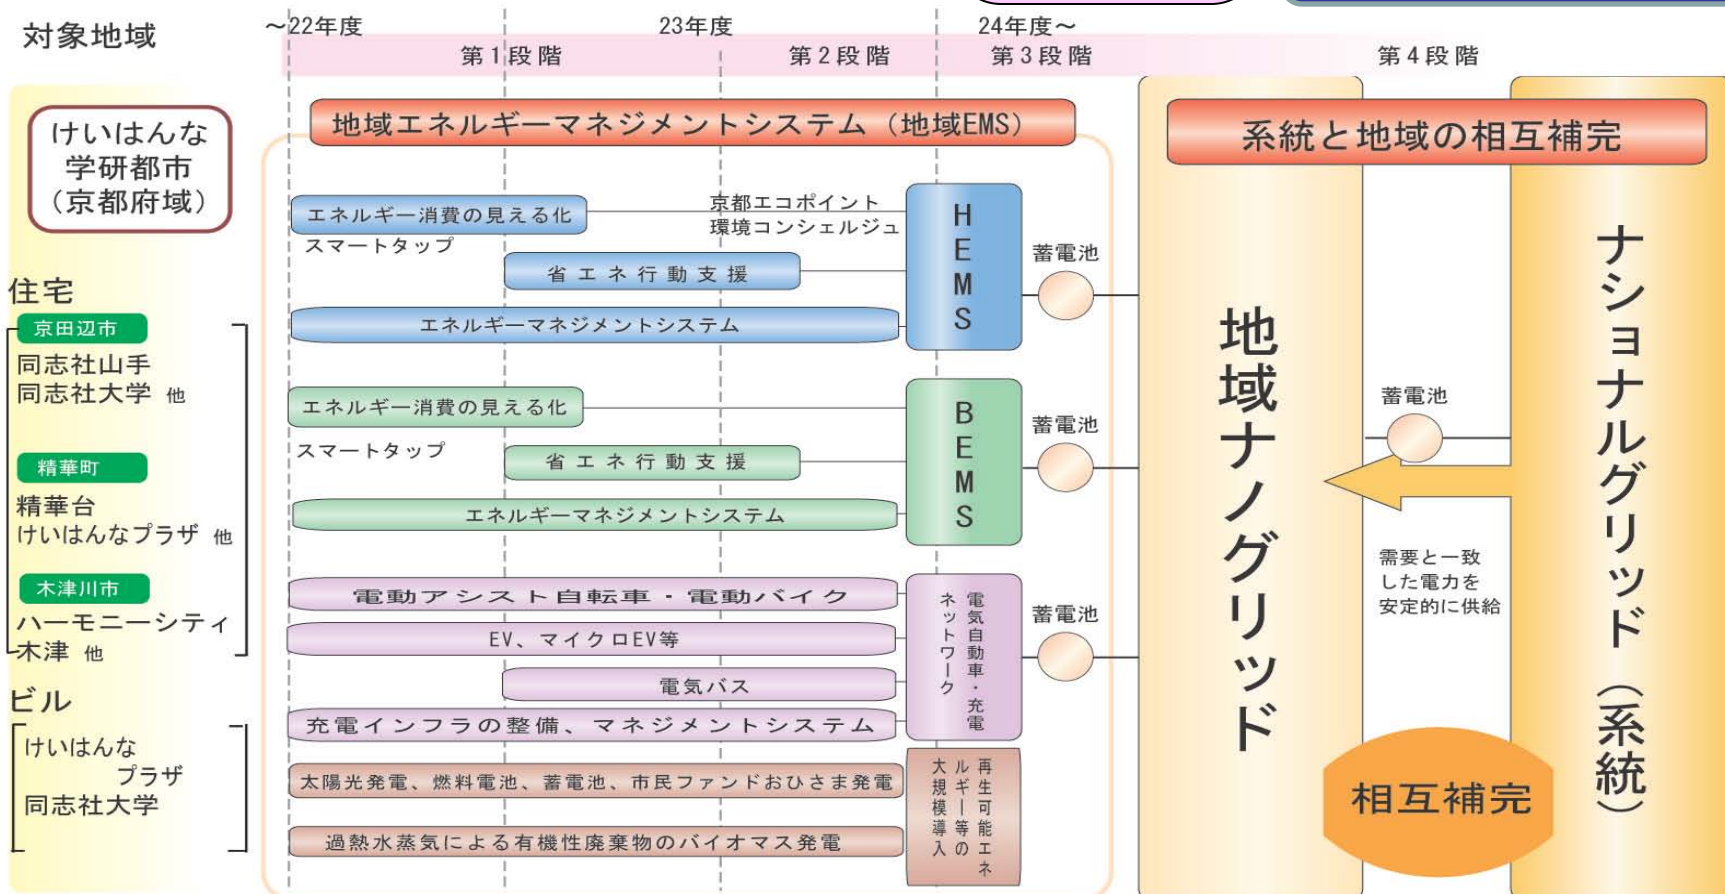 対象地域
～22年度
23年度
24年度～
第1段階
第2段階
第3段階
第4段階
けいはんな
学研都市
（京都府域）
地域エネルギーマネジメントシステム（地域EMS）
系統と地域の相互補完
エネルギー消費の見える化
スマートタップ
京都エコポイント
環境コンシェルジュ
省エネ行動支援
エネルギーマネジメントシステム
HEMS
蓄電池
住宅
京田辺市
同志社山手
同志社大学 他
精華町
精華台
けいはんなプラザ 他
木津川市
ハーモニーシティ
木津 他
ビル
けいはんな
プラザ
同志社大学
エネルギー消費の見える化
スマートタップ
省エネ行動支援
エネルギーマネジメントシステム
BEMS
蓄電池
電動アシスト自転車・電動バイク
EV、マイクロEV等
電気バス
充電インフラの整備、マネジメントシステム
電気自動車・充電
ネットワーク
蓄電池
太陽光発電、燃料電池、蓄電池、市民ファンドおひさま発電
過熱水蒸気による有機性廃棄物のバイオマス発電
再生可能エネ
ルギー等の
大規模導入
地域ナノグリッド
蓄電池
需要と一致
した電力を
安定的に供給
相互補完
ナショナルグリッド（系統）